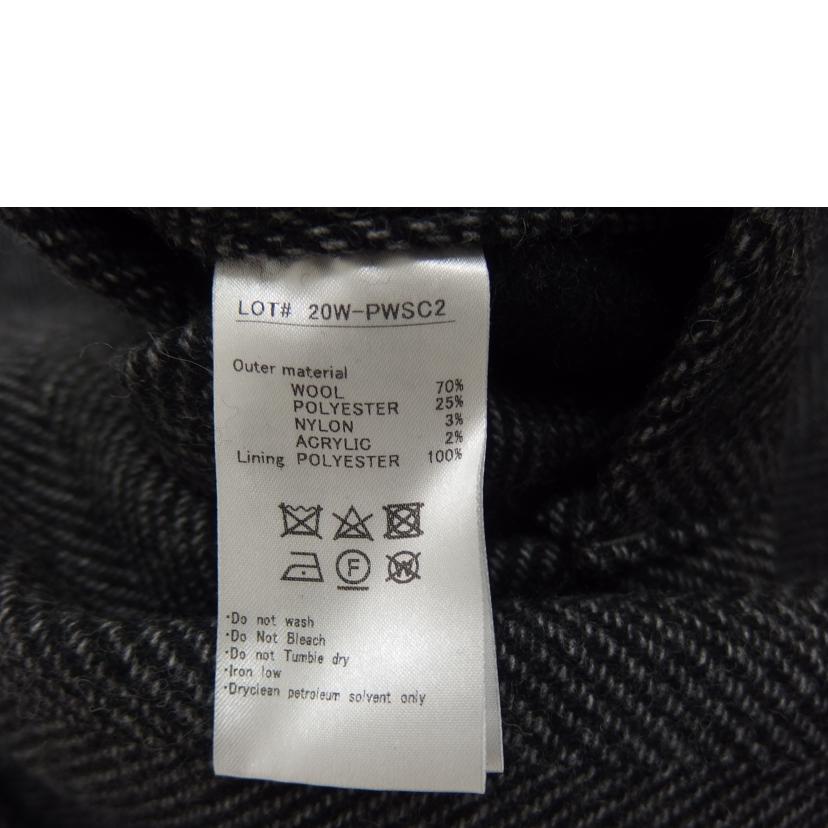 LOT# 20W-PWSC2
Outer material
WOOL 70%
POLYESTER 25%
NYLON 3%
ACRYLIC 2%
Lining POLYESTER 100%
F W
·Do not wash
·Do Not Bleach
·Do not Tumble dry
·Iron low
·Dryclean petroleum solvent only